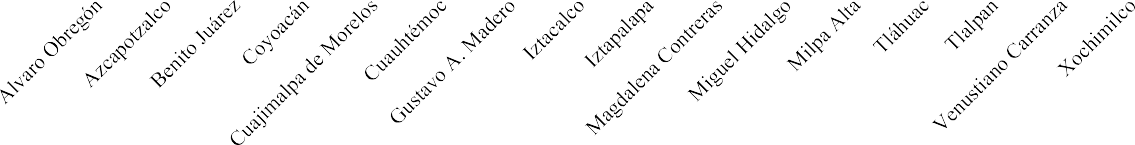 Alvaro Obregón
Azcapotzalco
Benito Juárez
Coyoacán
Cuajimalpa de Morelos
Cuauhtémoc
Gustavo A. Madero
Iztacalco
Iztapalapa
Magdalena Contreras
Miguel Hidalgo
Milpa Alta
Tláhuac
Tlalpan
Venustiano Carranza
Xochimilco